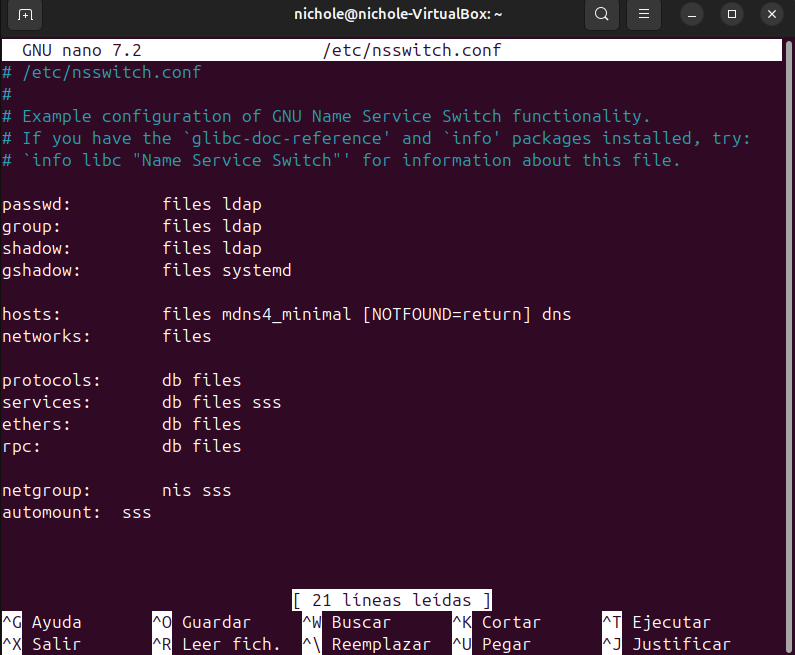 nichole@nichole-VirtualBox: ~
GNU nano 7.2 /etc/nsswitch.conf
# /etc/nsswitch.conf
#
# Example configuration of GNU Name Service Switch functionality.
# If you have the `glibc-doc-reference' and `info' packages installed, try:
# `info libc "Name Service Switch"' for information about this file.
passwd: files ldap
group: files ldap
shadow: files ldap
gshadow: files systemd
hosts: files mdns4_minimal [NOTFOUND=return] dns
networks: files
protocols: db files
services: db files sss
ethers: db files
rpc: db files
netgroup: nis sss
automount: sss
[ 21 líneas leídas ]
^G Ayuda ^O Guardar ^W Buscar ^K Cortar ^T Ejecutar
^X Salir ^R Leer fich. ^\ Reemplazar ^U Pegar ^J Justificar